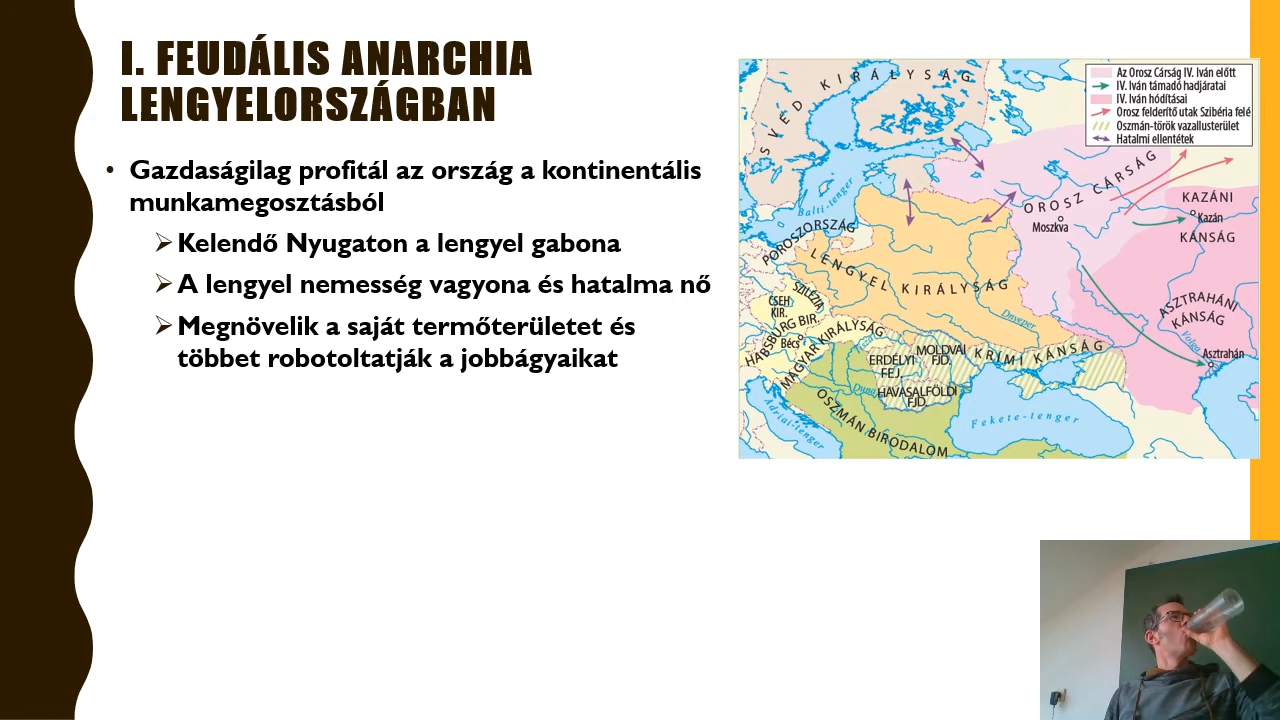 I. FEUDÁLIS ANARCHIA
LENGYELORSZÁGBAN
• Gazdaságilag profitál az ország a kontinentális
munkamegosztásból
➢ Kelendő Nyugaton a lengyel gabona
➢ A lengyel nemesség vagyona és hatalma nő
➢ Megnövelik a saját termőterületet és
többet robotoltatják a jobbágyaikat
Az Orosz Cárság IV. Iván előtt
IV. Iván támadó hadjáratai
IV. Iván hódításai
Orosz felderítő utak Szibéria felé
Oszmán-török vazallusterület
Hatalmi ellentétek
SVÉD KIRÁLYSÁG
OROSZ CÁRSÁG
Balti-tenger
Moszkva
KAZÁNI
Kazán
KÁNSÁG
POROSZORSZÁG
LENGYEL KIRÁLYSÁG
SZILÉZIA
CSEH
KIR.
HABSBURG BIR.
Bécs
MAGYAR KIRÁLYSÁG
Dnyeper
ASZTRAHÁNI
KÁNSÁG
Volga
Asztrahán
ERDÉLYI
FEJ.
MOLDVAI
FJD.
KRÍMI KÁNSÁG
Duna
HAVASALFÖLDI
FJD.
OSZMÁN BIRODALOM
Adriai-tenger
Fekete-tenger